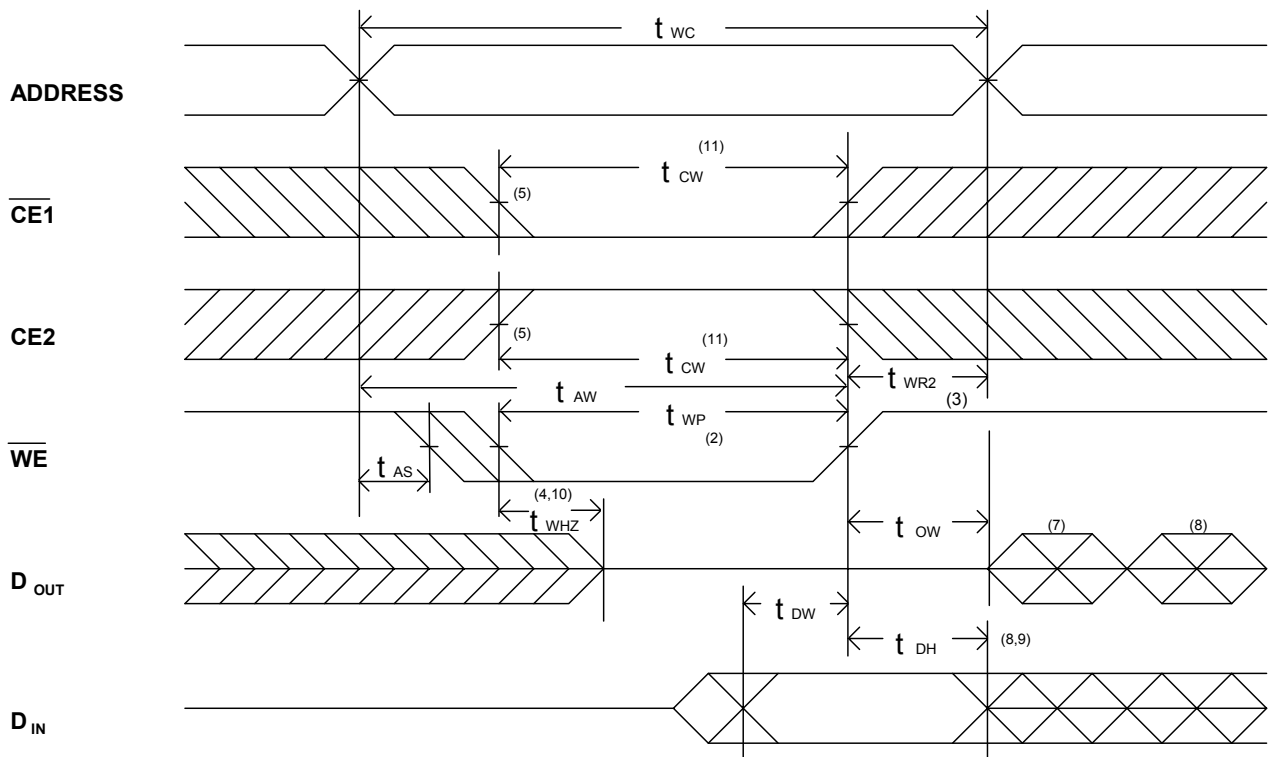 t WC
ADDRESS
(11)
t CW
(5)
CE1
CE2
(5)
(11)
t CW
t WR2
t AW
(3)
t WP
(2)
WE
t AS
(4,10)
t WHZ
t OW
(7)
(8)
D OUT
t DW
t DH
(8,9)
D IN